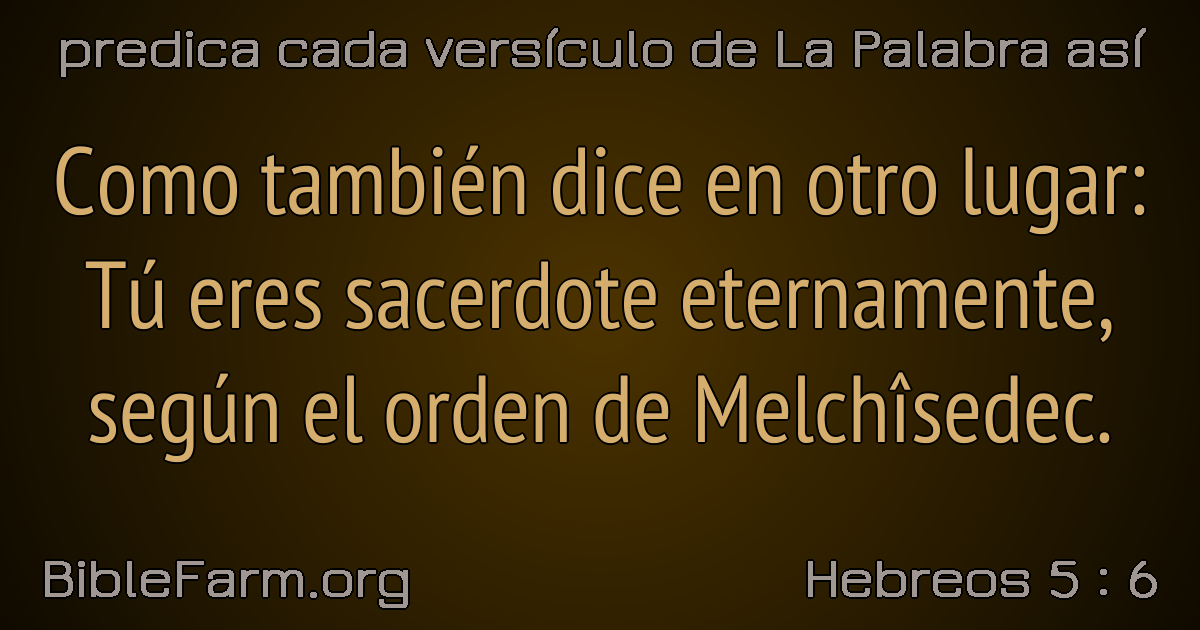 predica cada versículo de La Palabra así
Como también dice en otro lugar:
Tú eres sacerdote eternamente,
según el orden de Melchîsedec.
BibleFarm.org
Hebreos 5 : 6